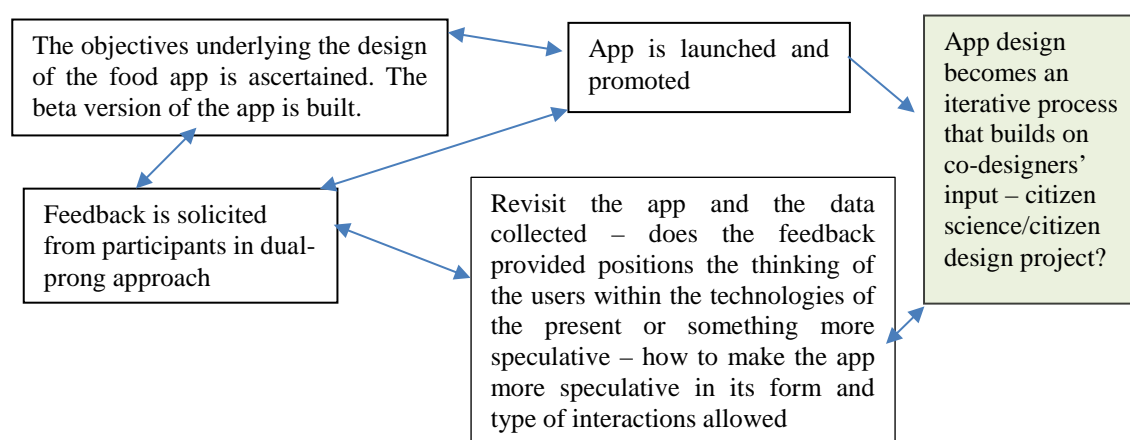 The objectives underlying the design
of the food app is ascertained. The
beta version of the app is built.
App is launched and
promoted
App design
becomes an
iterative process
that builds on
co-designers’
input – citizen
science/citizen
design project?
Feedback is solicited
from participants in dual-
prong approach
Revisit the app and the data
collected – does the feedback
provided positions the thinking of
the users within the technologies of
the present or something more
speculative – how to make the app
more speculative in its form and
type of interactions allowed